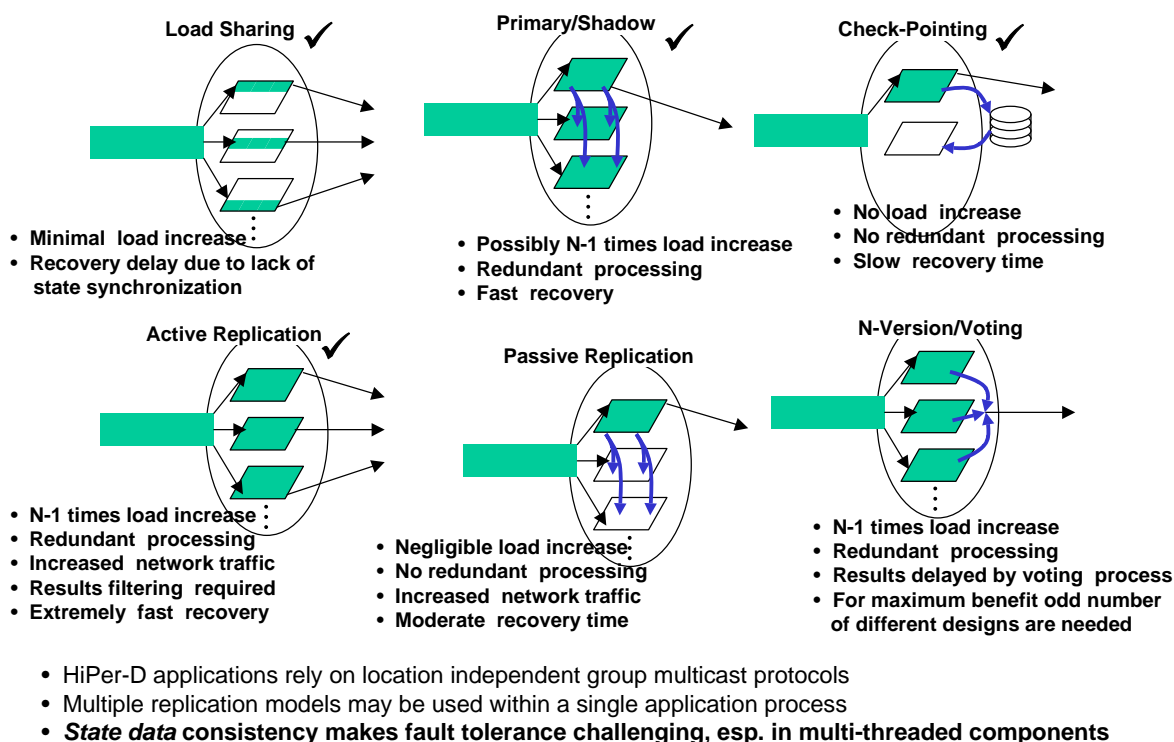 Load Sharing ✓
• Minimal load increase
• Recovery delay due to lack of
state synchronization
Primary/Shadow ✓
• Possibly N-1 times load increase
• Redundant processing
• Fast recovery
Check-Pointing ✓
• No load increase
• No redundant processing
• Slow recovery time
Active Replication ✓
• N-1 times load increase
• Redundant processing
• Increased network traffic
• Results filtering required
• Extremely fast recovery
Passive Replication
• Negligible load increase
• No redundant processing
• Increased network traffic
• Moderate recovery time
N-Version/Voting
• N-1 times load increase
• Redundant processing
• Results delayed by voting process
• For maximum benefit odd number
of different designs are needed
• HiPer-D applications rely on location independent group multicast protocols
• Multiple replication models may be used within a single application process
• State data consistency makes fault tolerance challenging, esp. in multi-threaded components